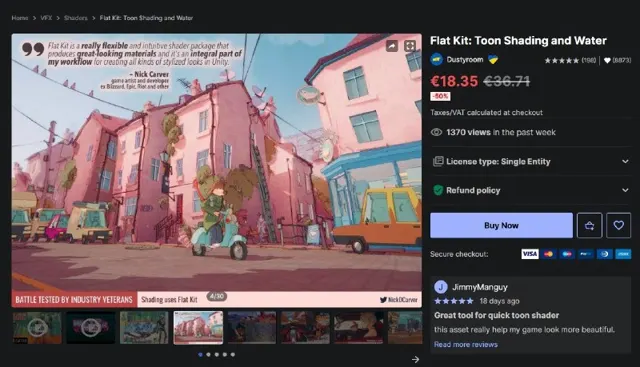 Home > VFX > Shaders > Flat Kit: Toon Shading and Water
Flat Kit is a really flexible and intuitive shader package that
produces great-looking materials and it's an integral part of
my workflow for creating all kinds of stylized looks in Unity.
– Nick Carver
game artist and developer
ex Blizzard, Epic, Riot and other
BATTLE TESTED BY INDUSTRY VETERANS
Shading uses Flat Kit
4/30
NickOCarver
Flat Kit: Toon Shading and Water
Dustyroom
(198) | (8873)
€18.35 €36.71
-50%
Taxes/VAT calculated at checkout
1370 views in the past week
License type: Single Entity
Refund policy
Buy Now
Secure checkout:
VISA
J JimmyManguy
18 days ago
Great tool for quick toon shader
this asset really help my game look more beautiful.
Read more reviews